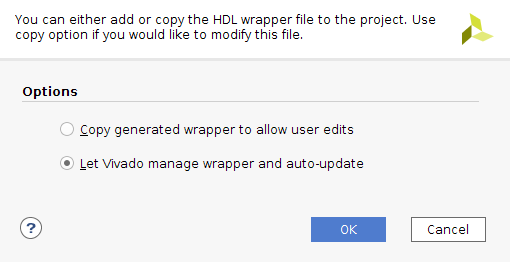 You can either add or copy the HDL wrapper file to the project. Use
copy option if you would like to modify this file.
Options
Copy generated wrapper to allow user edits
Let Vivado manage wrapper and auto-update
?
OK
Cancel